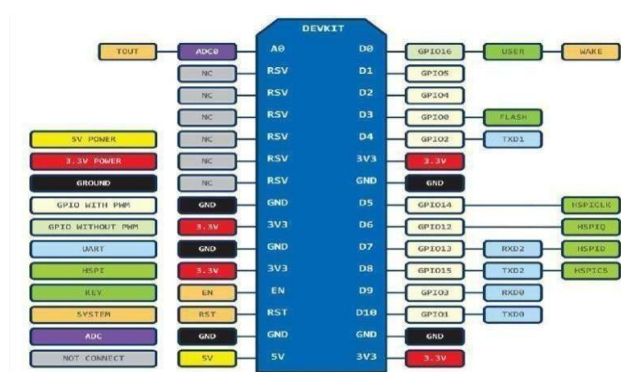 DEVKIT
TOUT ADC0 A0 D0 GPIO16 USER WAKE
NC RSV D1 GPIO5
NC RSV D2 GPIO4
NC RSV D3 GPIO0 FLASH
5V POWER NC RSV D4 GPIO2 TXD1
3.3V POWER NC RSV 3V3 3.3V
GROUND NC RSV GND GND
GPIO WITH PWM GND GND D5 GPIO14 HSPICLK
GPIO WITHOUT PWM 3.3V 3V3 D6 GPIO12 HSPIQ
UART GND GND D7 GPIO13 RXD2 HSPID
HSPI 3.3V 3V3 D8 GPIO15 TXD2 HSPICS
KEY EN EN D9 GPIO3 RXD0
SYSTEM RST RST D10 GPIO1 TXD0
ADC GND GND GND GND
NOT CONNECT 5V 5V 3V3 3.3V